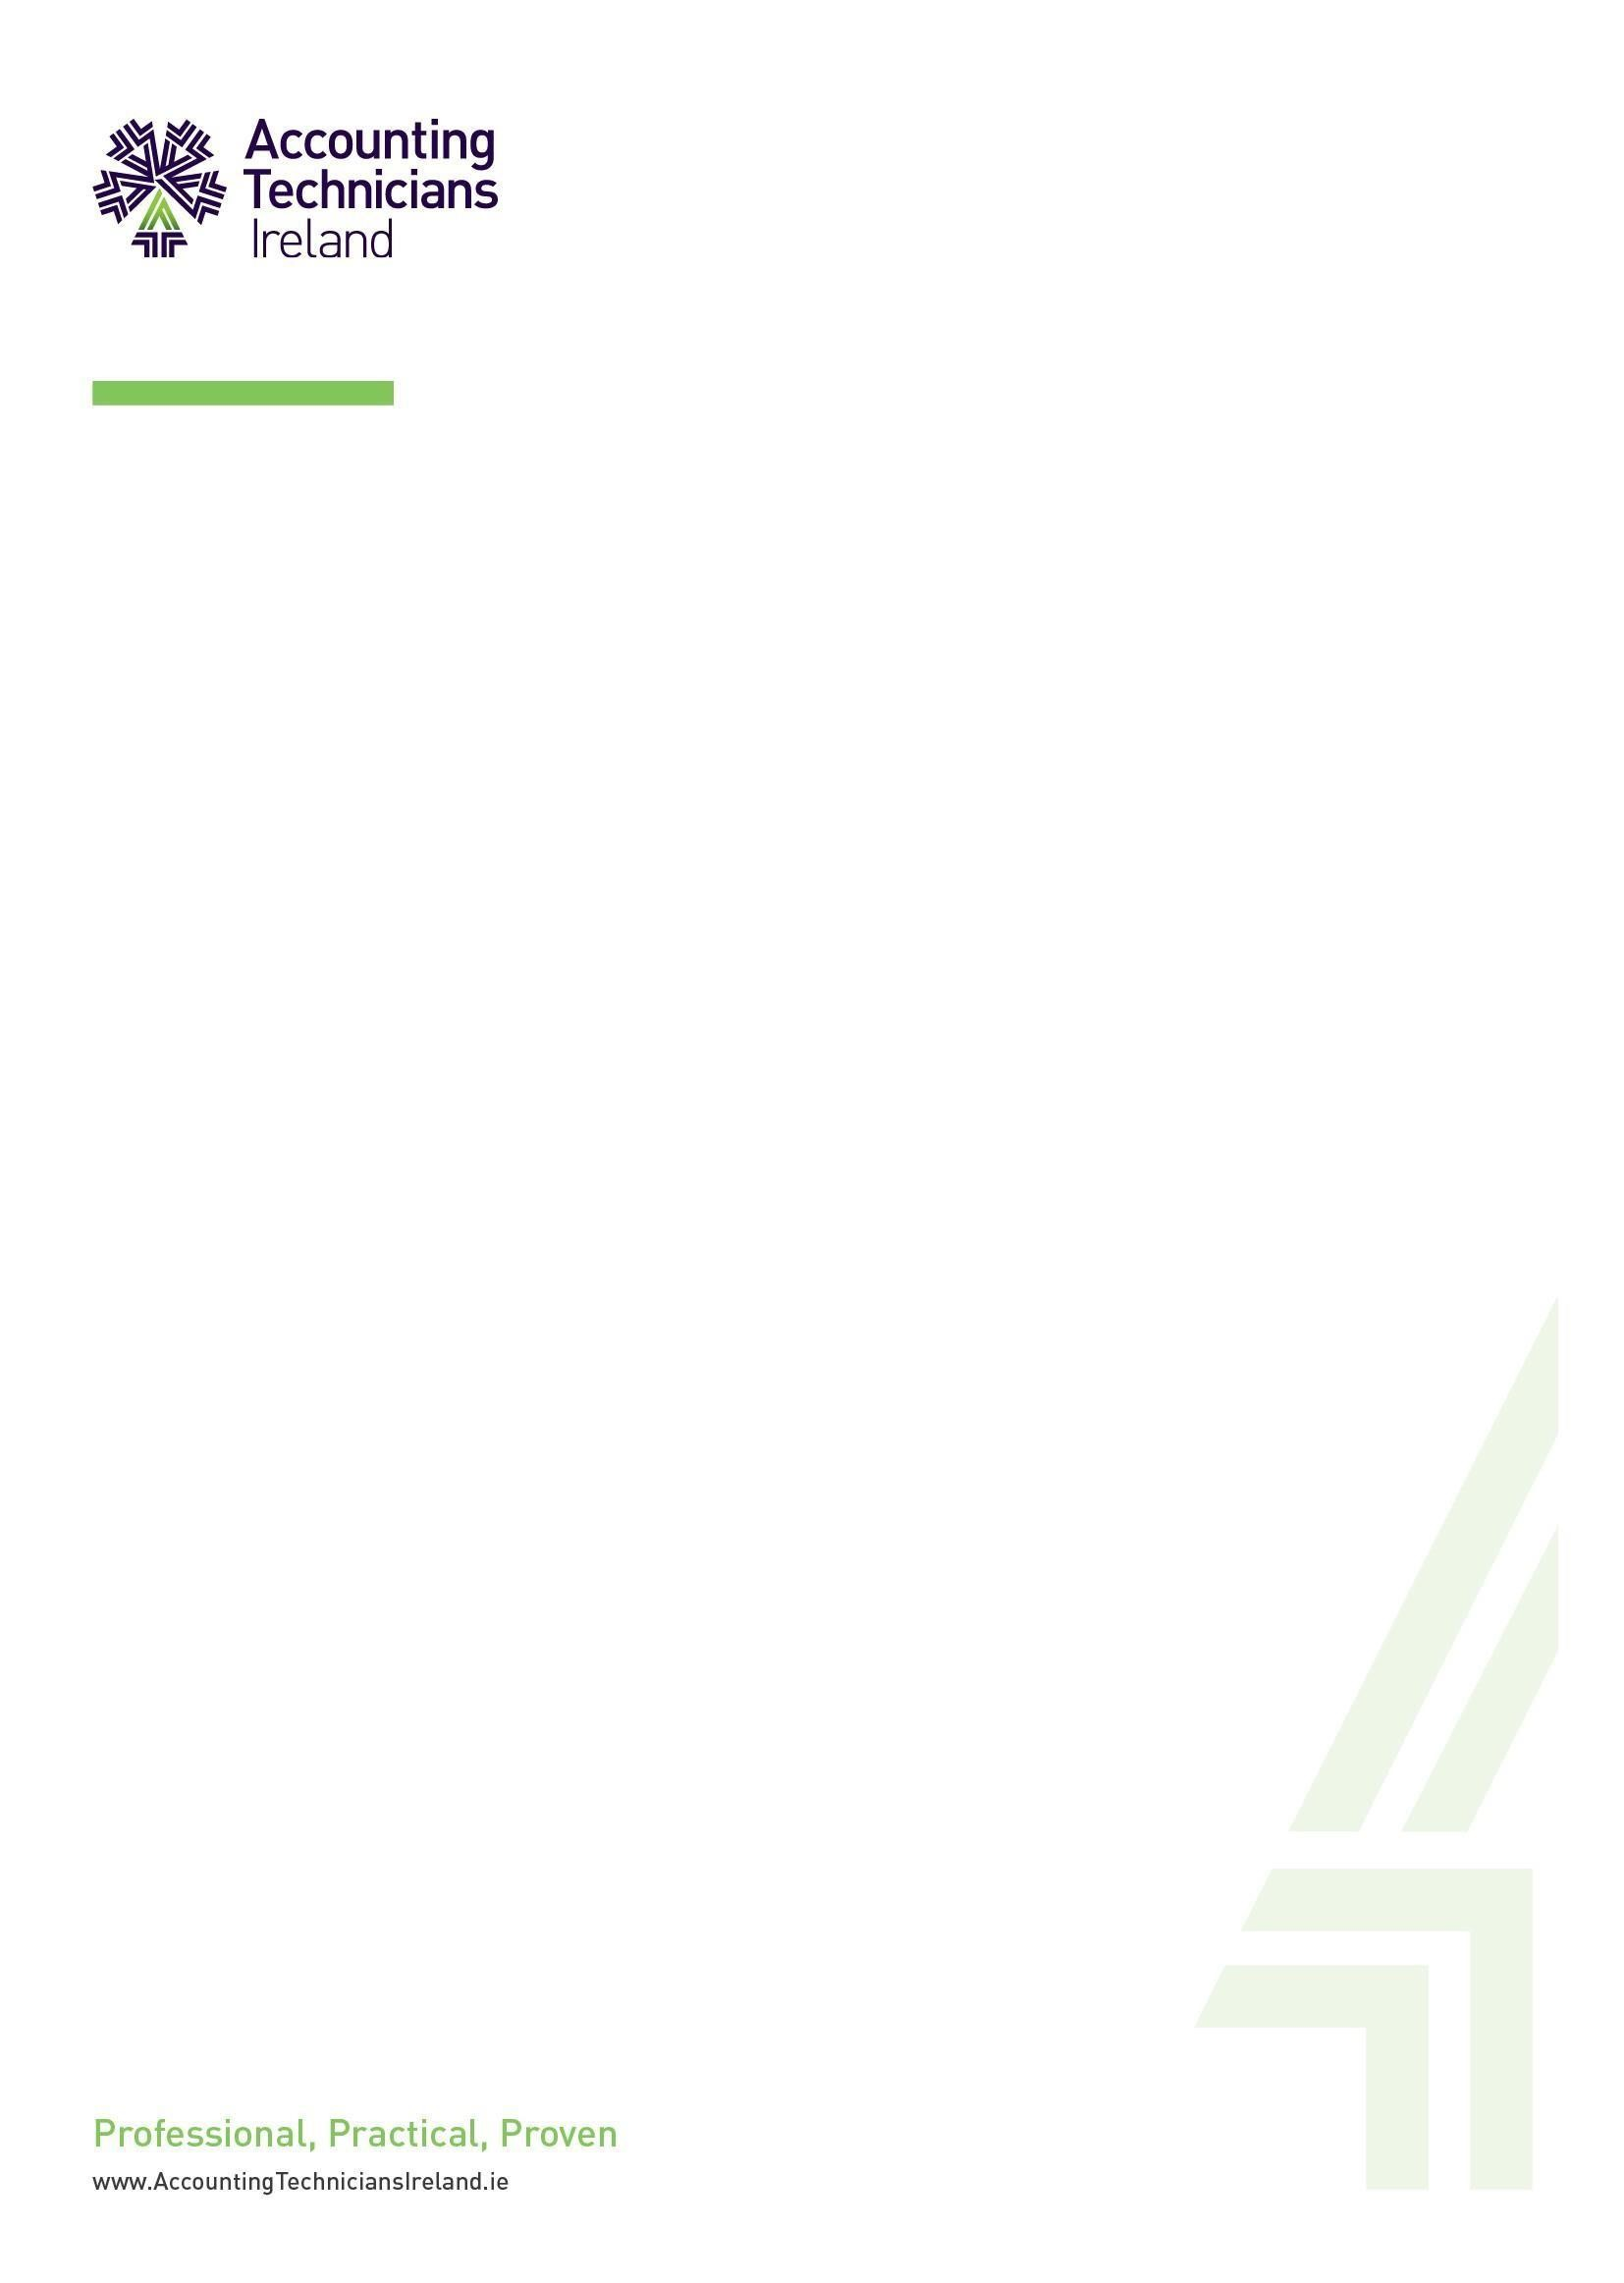 Accounting
Technicians
Ireland
Professional, Practical, Proven
www.AccountingTechniciansIreland.ie